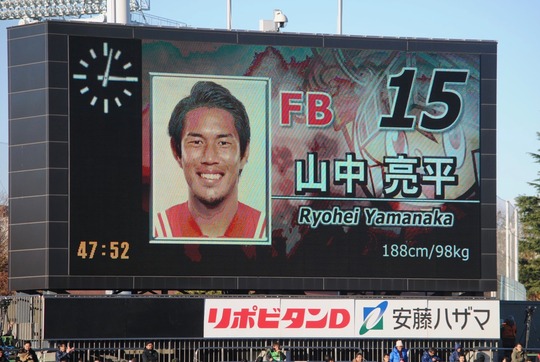 FB 15
山中 亮平
Ryohei Yamanaka
188cm/98kg
47:52
リポビタンD 安藤ハザマ